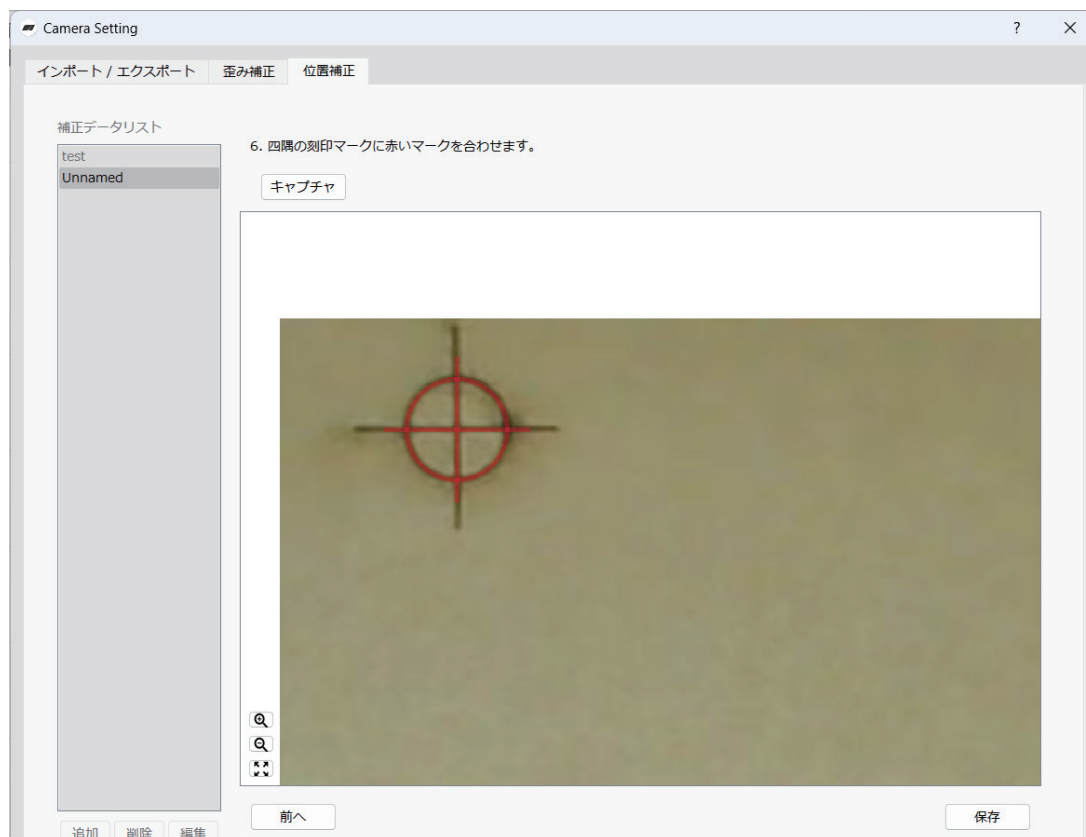 Camera Setting
?
インポート / エクスポート
歪み補正
位置補正
補正データリスト
test
Unnamed
6. 四隅の刻印マークに赤いマークを合わせます。
キャプチャ
前へ
保存
追加
削除
編集